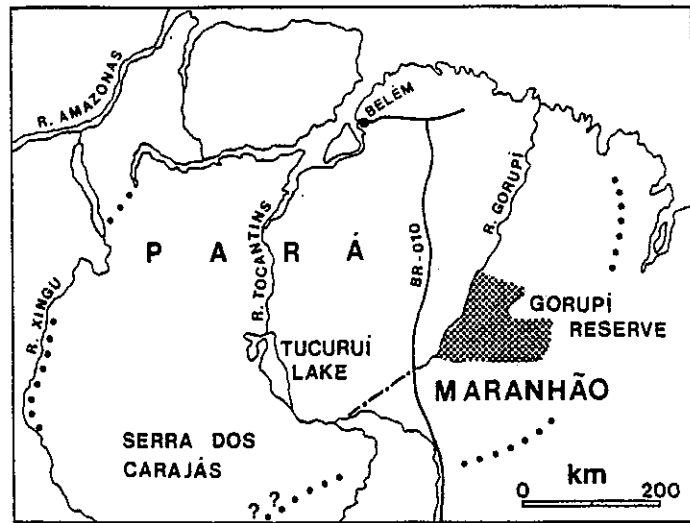 R. AMAZONAS
BELÉM
R. GORUPÍ
P A R Á
R. TOCANTINS
BR-010
R. XINGU
GORUPÍ
RESERVE
TUCURUÍ
LAKE
MARANHÃO
SERRA DOS
CARAJÁS
? ?
km
0 200